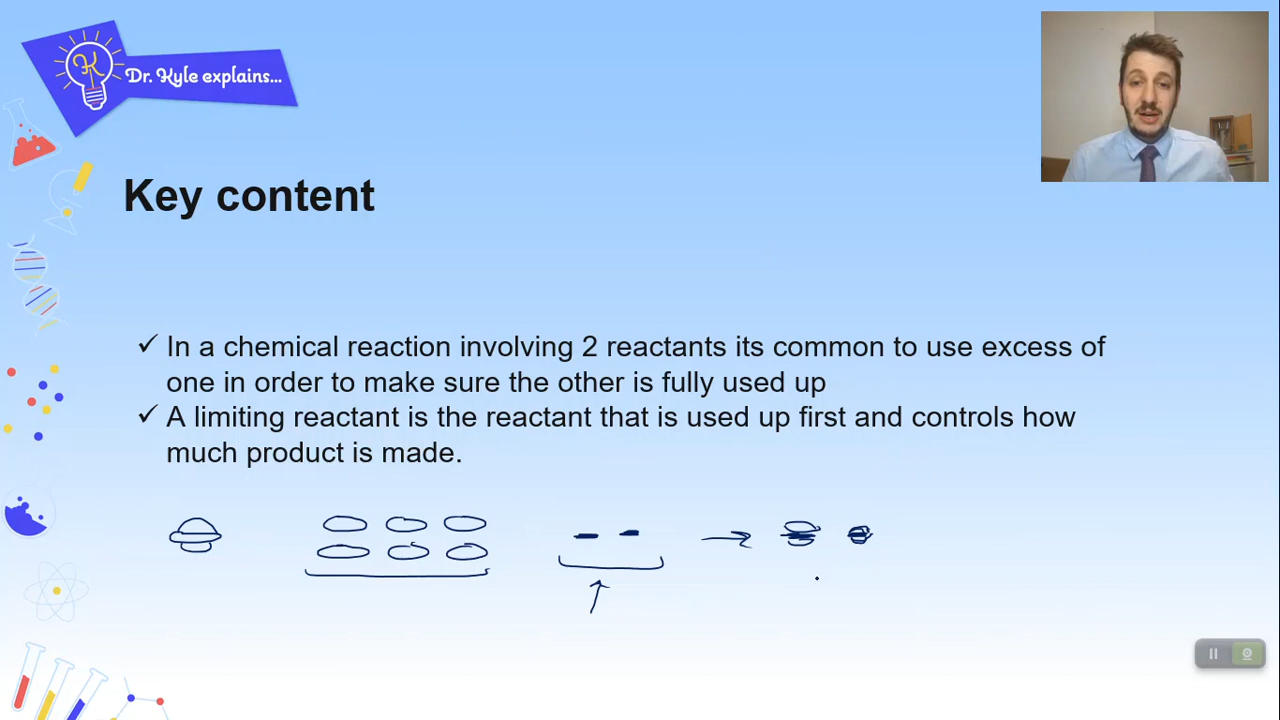 K
Dr. Kyle explains...
Key content
✓ In a chemical reaction involving 2 reactants its common to use excess of
one in order to make sure the other is fully used up
✓ A limiting reactant is the reactant that is used up first and controls how
much product is made.